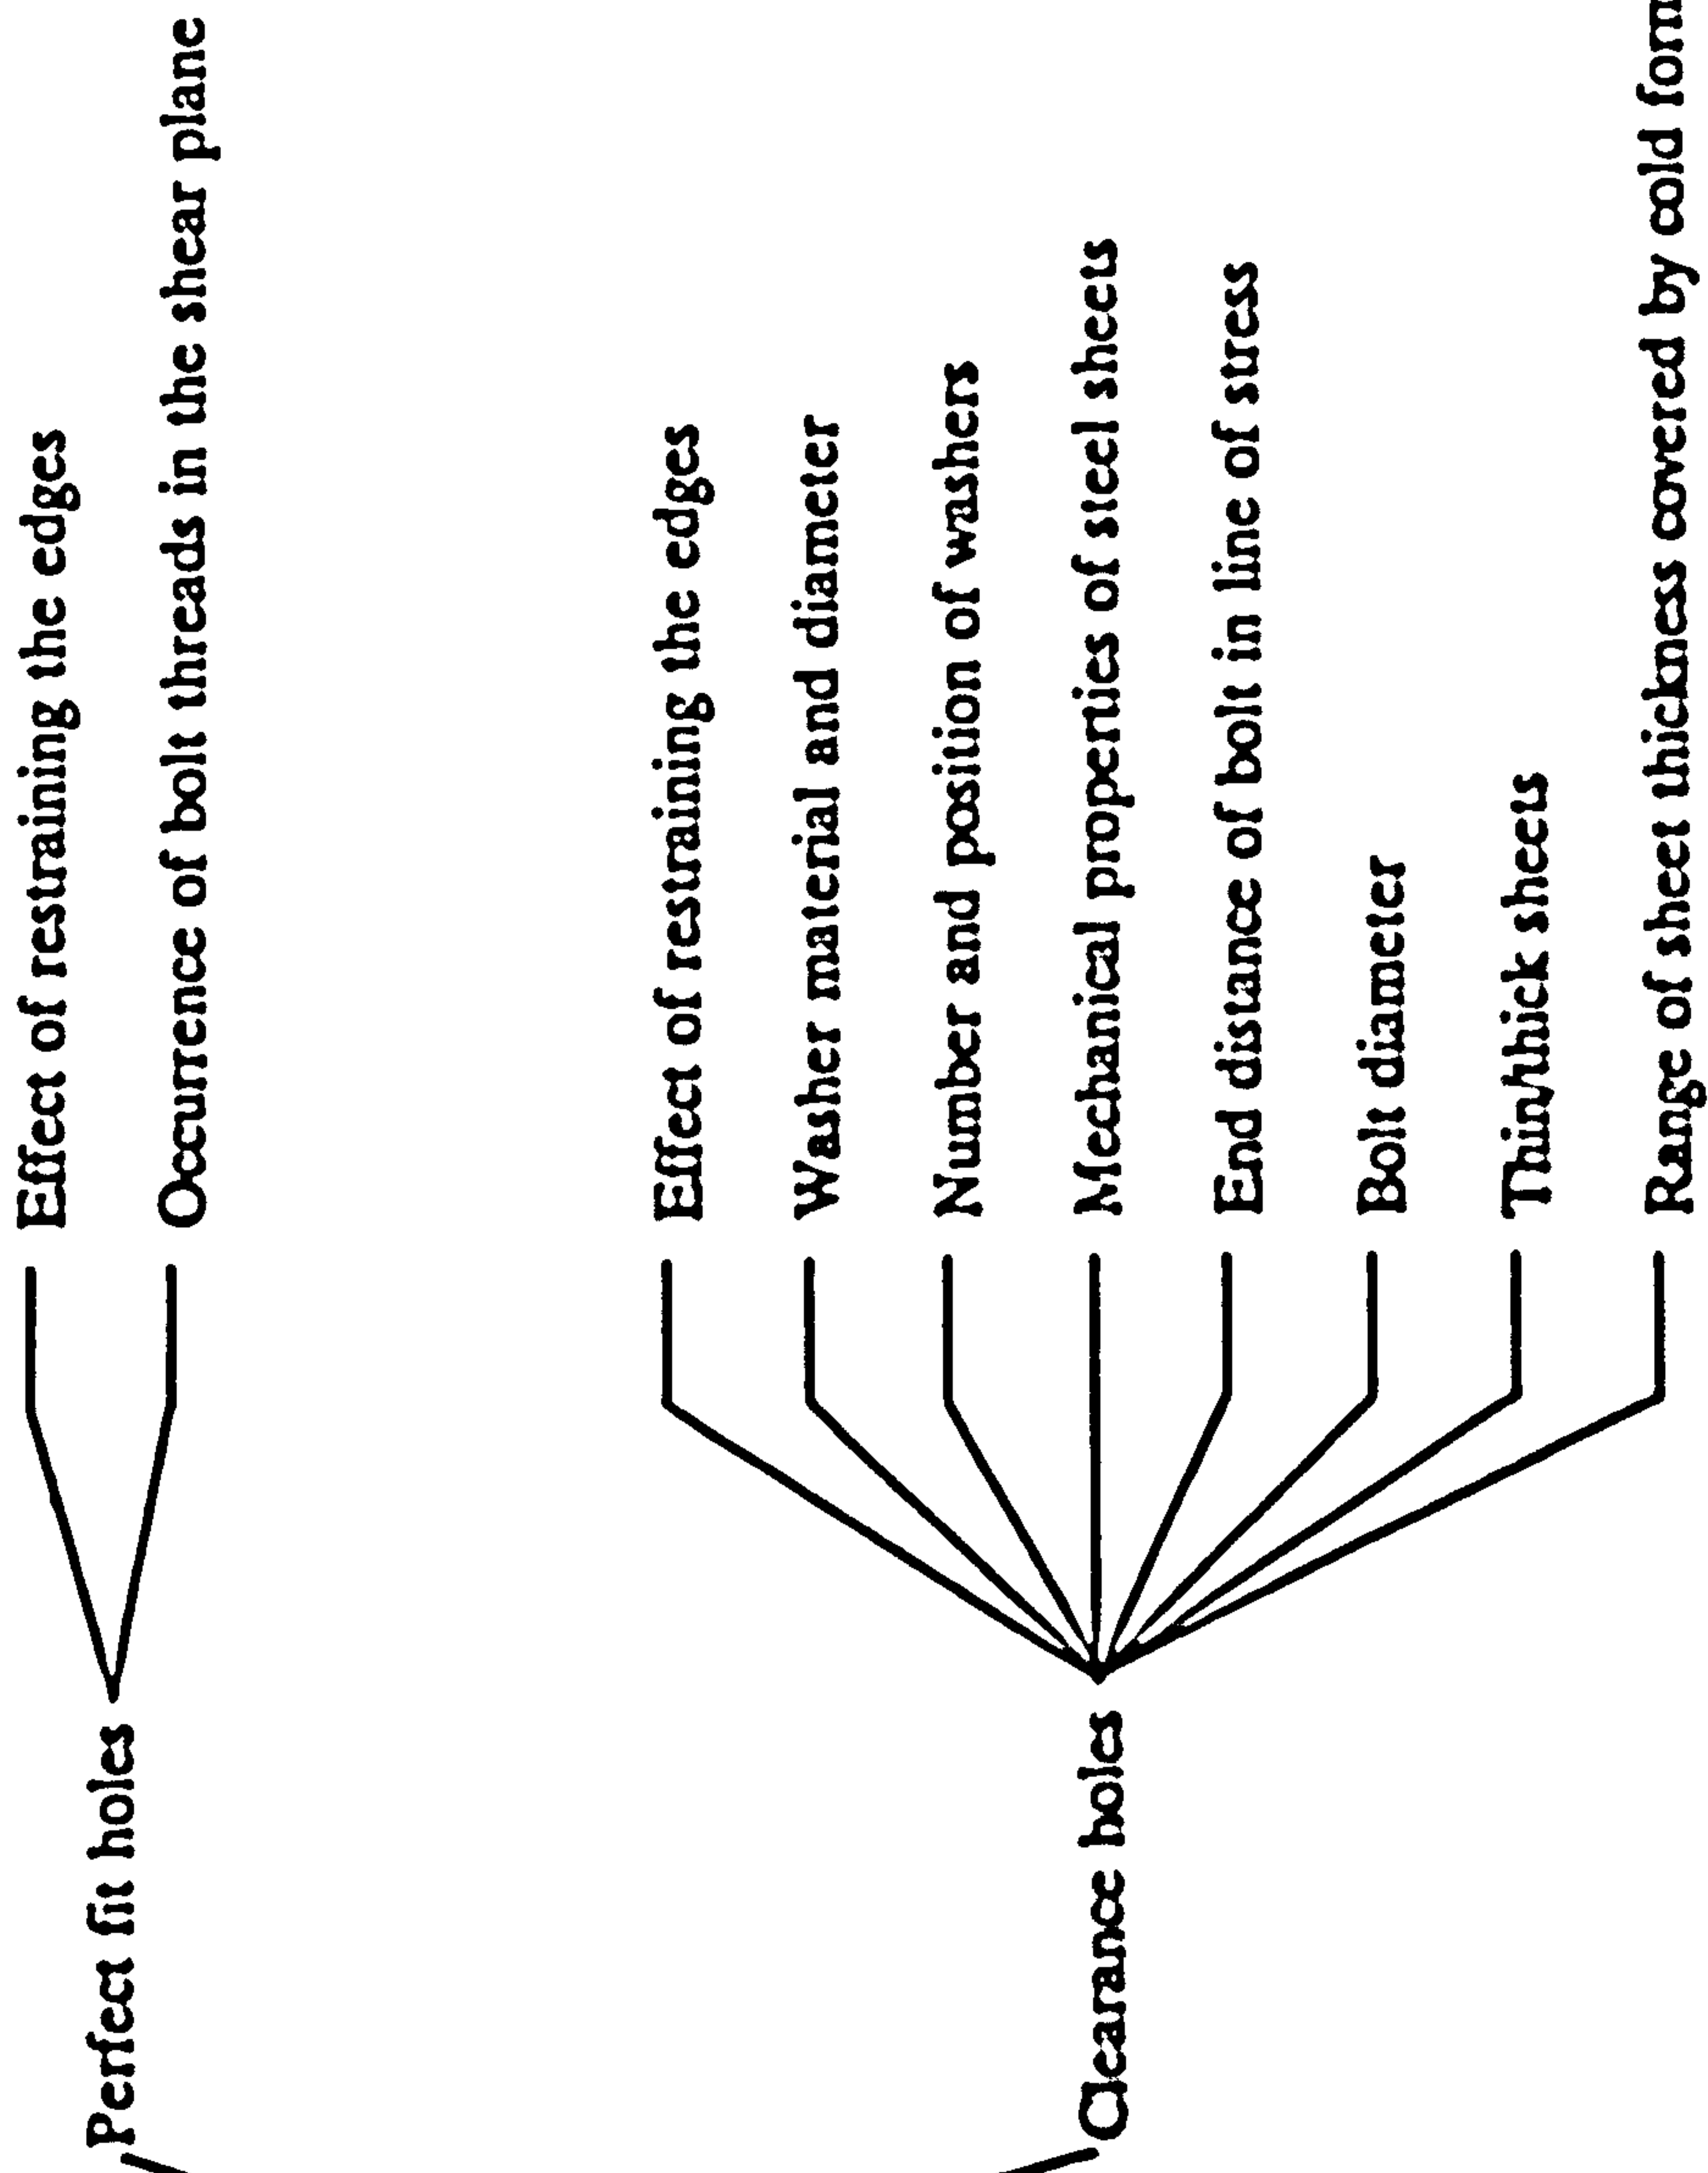 Effect of restraining the edges
Occurrence of bolt threads in the shear plane
Perfect fit holes
Effect of restraining the edges
Washer material and diameter
Number and position of washers
Mechanical properties of steel sheets
End distance of bolt in line of stress
Bolt diameter
Thin/thick sheets
Range of sheet thickness covered by cold form
Clearance holes